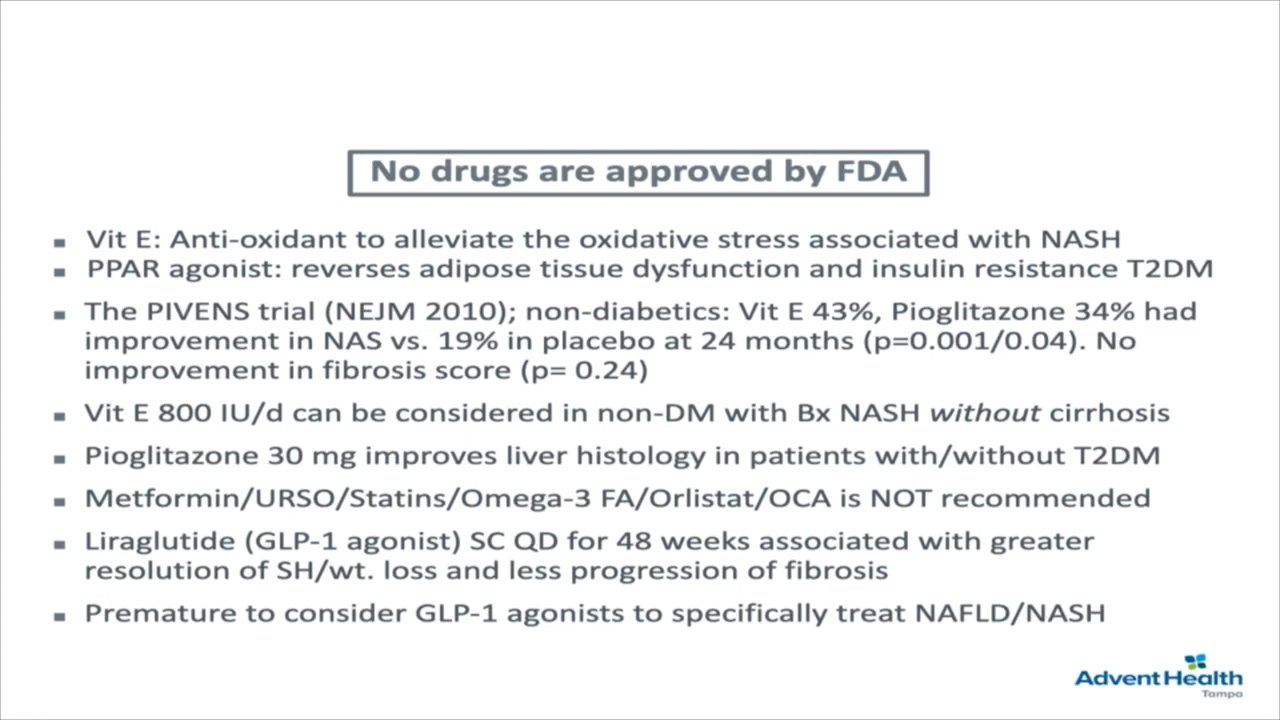 No drugs are approved by FDA
▪ Vit E: Anti-oxidant to alleviate the oxidative stress associated with NASH
▪ PPAR agonist: reverses adipose tissue dysfunction and insulin resistance T2DM
▪ The PIVENS trial (NEJM 2010); non-diabetics: Vit E 43%, Pioglitazone 34% had
improvement in NAS vs. 19% in placebo at 24 months (p=0.001/0.04). No
improvement in fibrosis score (p= 0.24)
▪ Vit E 800 IU/d can be considered in non-DM with Bx NASH without cirrhosis
▪ Pioglitazone 30 mg improves liver histology in patients with/without T2DM
▪ Metformin/URSO/Statins/Omega-3 FA/Orlistat/OCA is NOT recommended
▪ Liraglutide (GLP-1 agonist) SC QD for 48 weeks associated with greater
resolution of SH/wt. loss and less progression of fibrosis
▪ Premature to consider GLP-1 agonists to specifically treat NAFLD/NASH
AdventHealth
Tampa